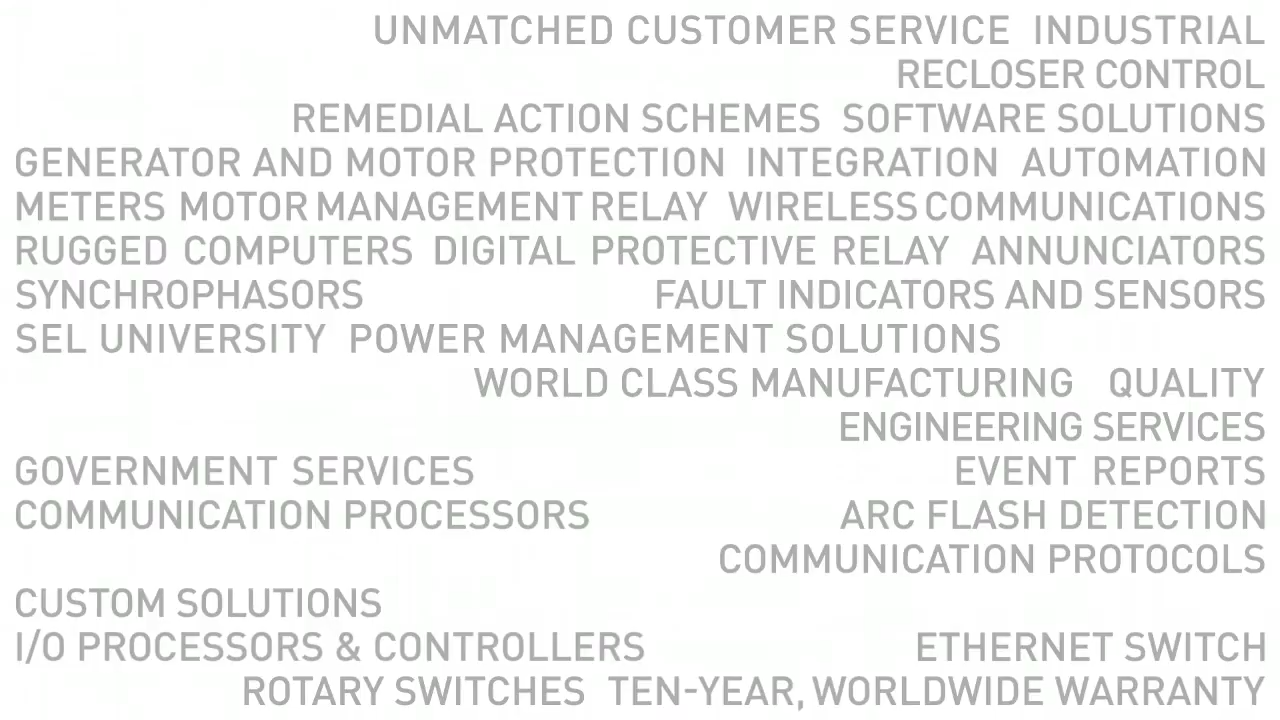 UNMATCHED CUSTOMER SERVICE INDUSTRIAL
RECLOSER CONTROL
REMEDIAL ACTION SCHEMES SOFTWARE SOLUTIONS
GENERATOR AND MOTOR PROTECTION INTEGRATION AUTOMATION
METERS MOTOR MANAGEMENT RELAY WIRELESS COMMUNICATIONS
RUGGED COMPUTERS DIGITAL PROTECTIVE RELAY ANNUNCIATORS
SYNCHROPHASORS FAULT INDICATORS AND SENSORS
SEL UNIVERSITY POWER MANAGEMENT SOLUTIONS
WORLD CLASS MANUFACTURING QUALITY
ENGINEERING SERVICES
GOVERNMENT SERVICES EVENT REPORTS
COMMUNICATION PROCESSORS ARC FLASH DETECTION
COMMUNICATION PROTOCOLS
CUSTOM SOLUTIONS
I/O PROCESSORS & CONTROLLERS ETHERNET SWITCH
ROTARY SWITCHES TEN-YEAR, WORLDWIDE WARRANTY